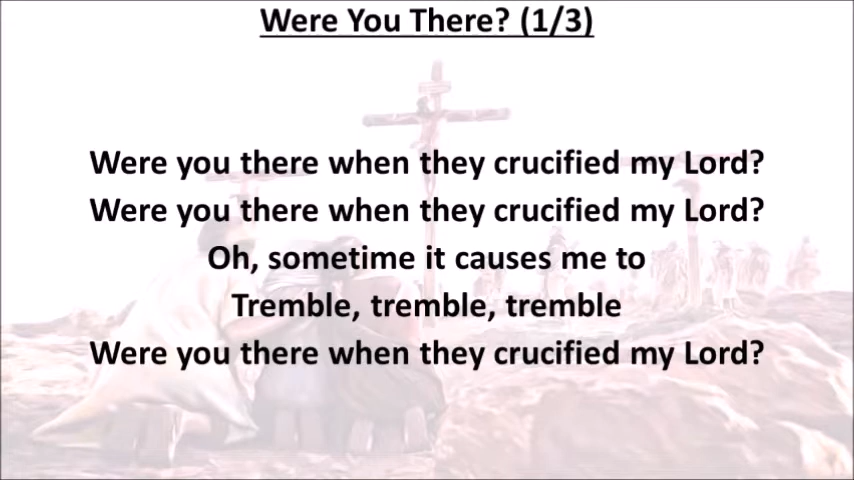 Were You There? (1/3)
Were you there when they crucified my Lord?
Were you there when they crucified my Lord?
Oh, sometime it causes me to
Tremble, tremble, tremble
Were you there when they crucified my Lord?